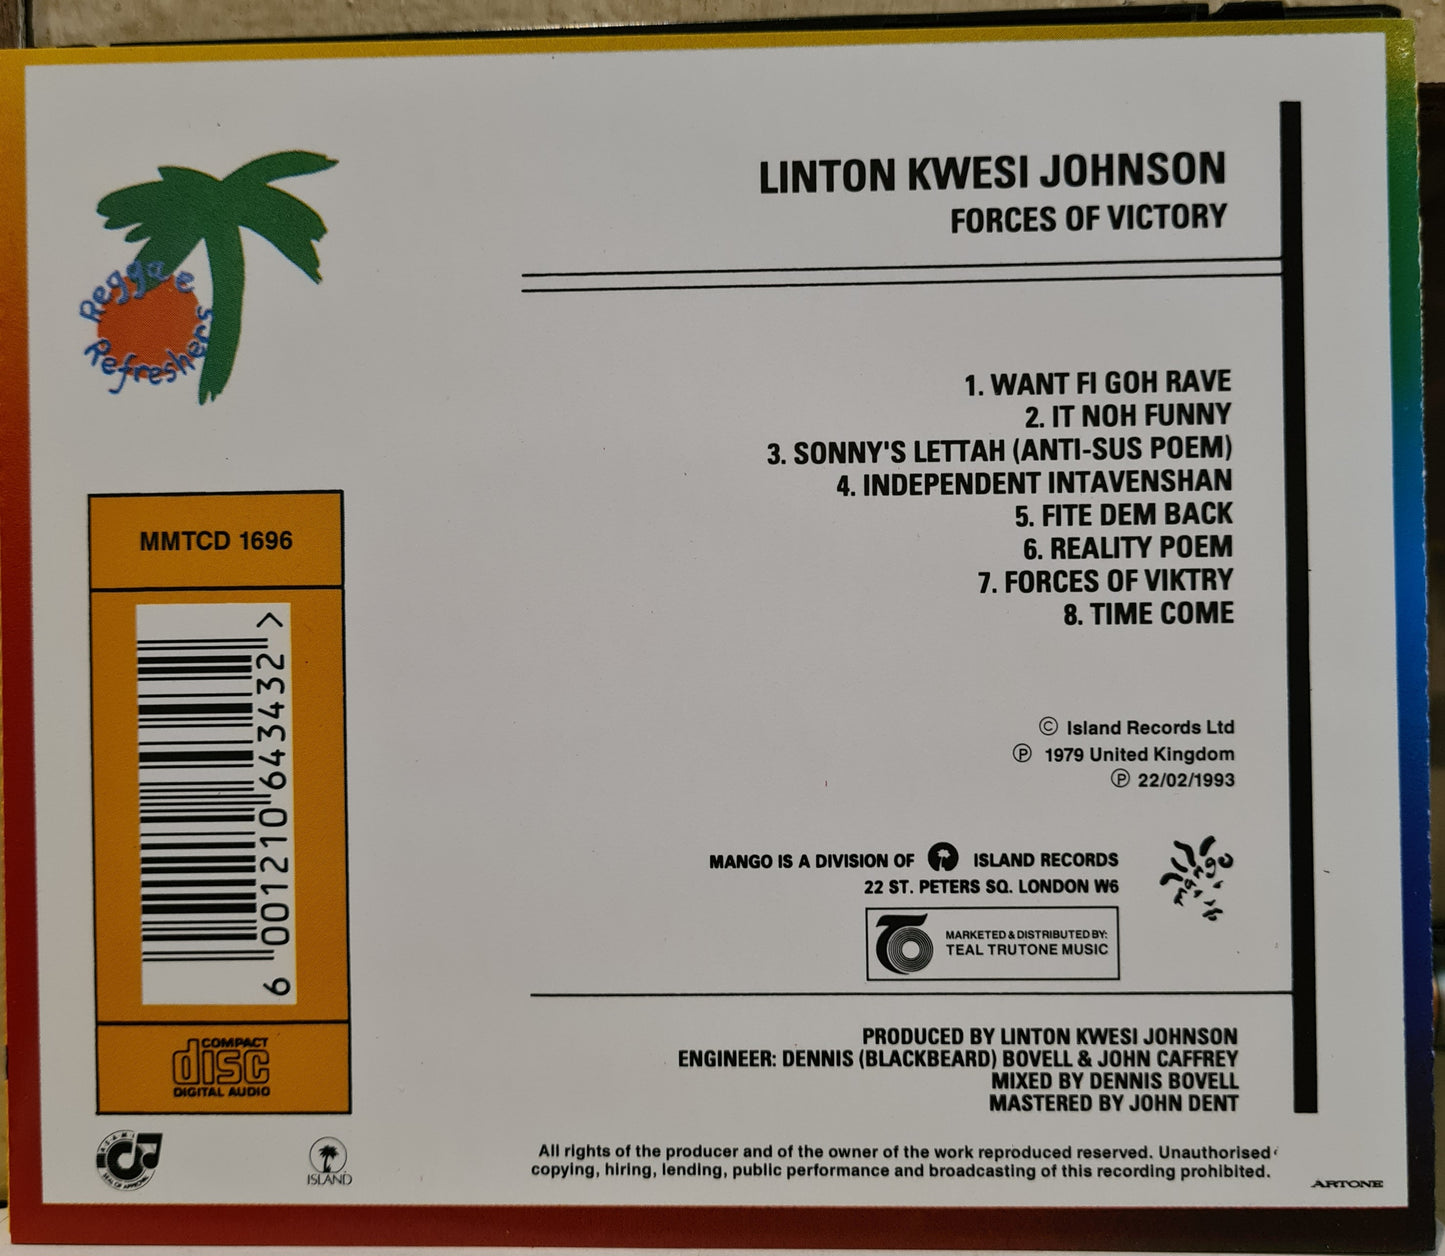 LINTON KWESI JOHNSON
FORCES OF VICTORY
Reggae
Refreshers
1. WANT FI GOH RAVE
2. IT NOH FUNNY
3. SONNY'S LETTAH (ANTI-SUS POEM)
4. INDEPENDENT INTAVENSHAN
5. FITE DEM BACK
6. REALITY POEM
7. FORCES OF VIKTRY
8. TIME COME
MMTCD 1696
6 001210 643432 >
© Island Records Ltd
℗ 1979 United Kingdom
℗ 22/02/1993
MANGO IS A DIVISION OF ISLAND RECORDS
22 ST. PETERS SQ. LONDON W6
mango
MARKETED & DISTRIBUTED BY:
TEAL TRUTONE MUSIC
COMPACT
disc
DIGITAL AUDIO
PRODUCED BY LINTON KWESI JOHNSON
ENGINEER: DENNIS (BLACKBEARD) BOVELL & JOHN CAFFREY
MIXED BY DENNIS BOVELL
MASTERED BY JOHN DENT
SEAL OF APPROVAL
ISLAND
All rights of the producer and of the owner of the work reproduced reserved. Unauthorised
copying, hiring, lending, public performance and broadcasting of this recording prohibited.
ARTONE